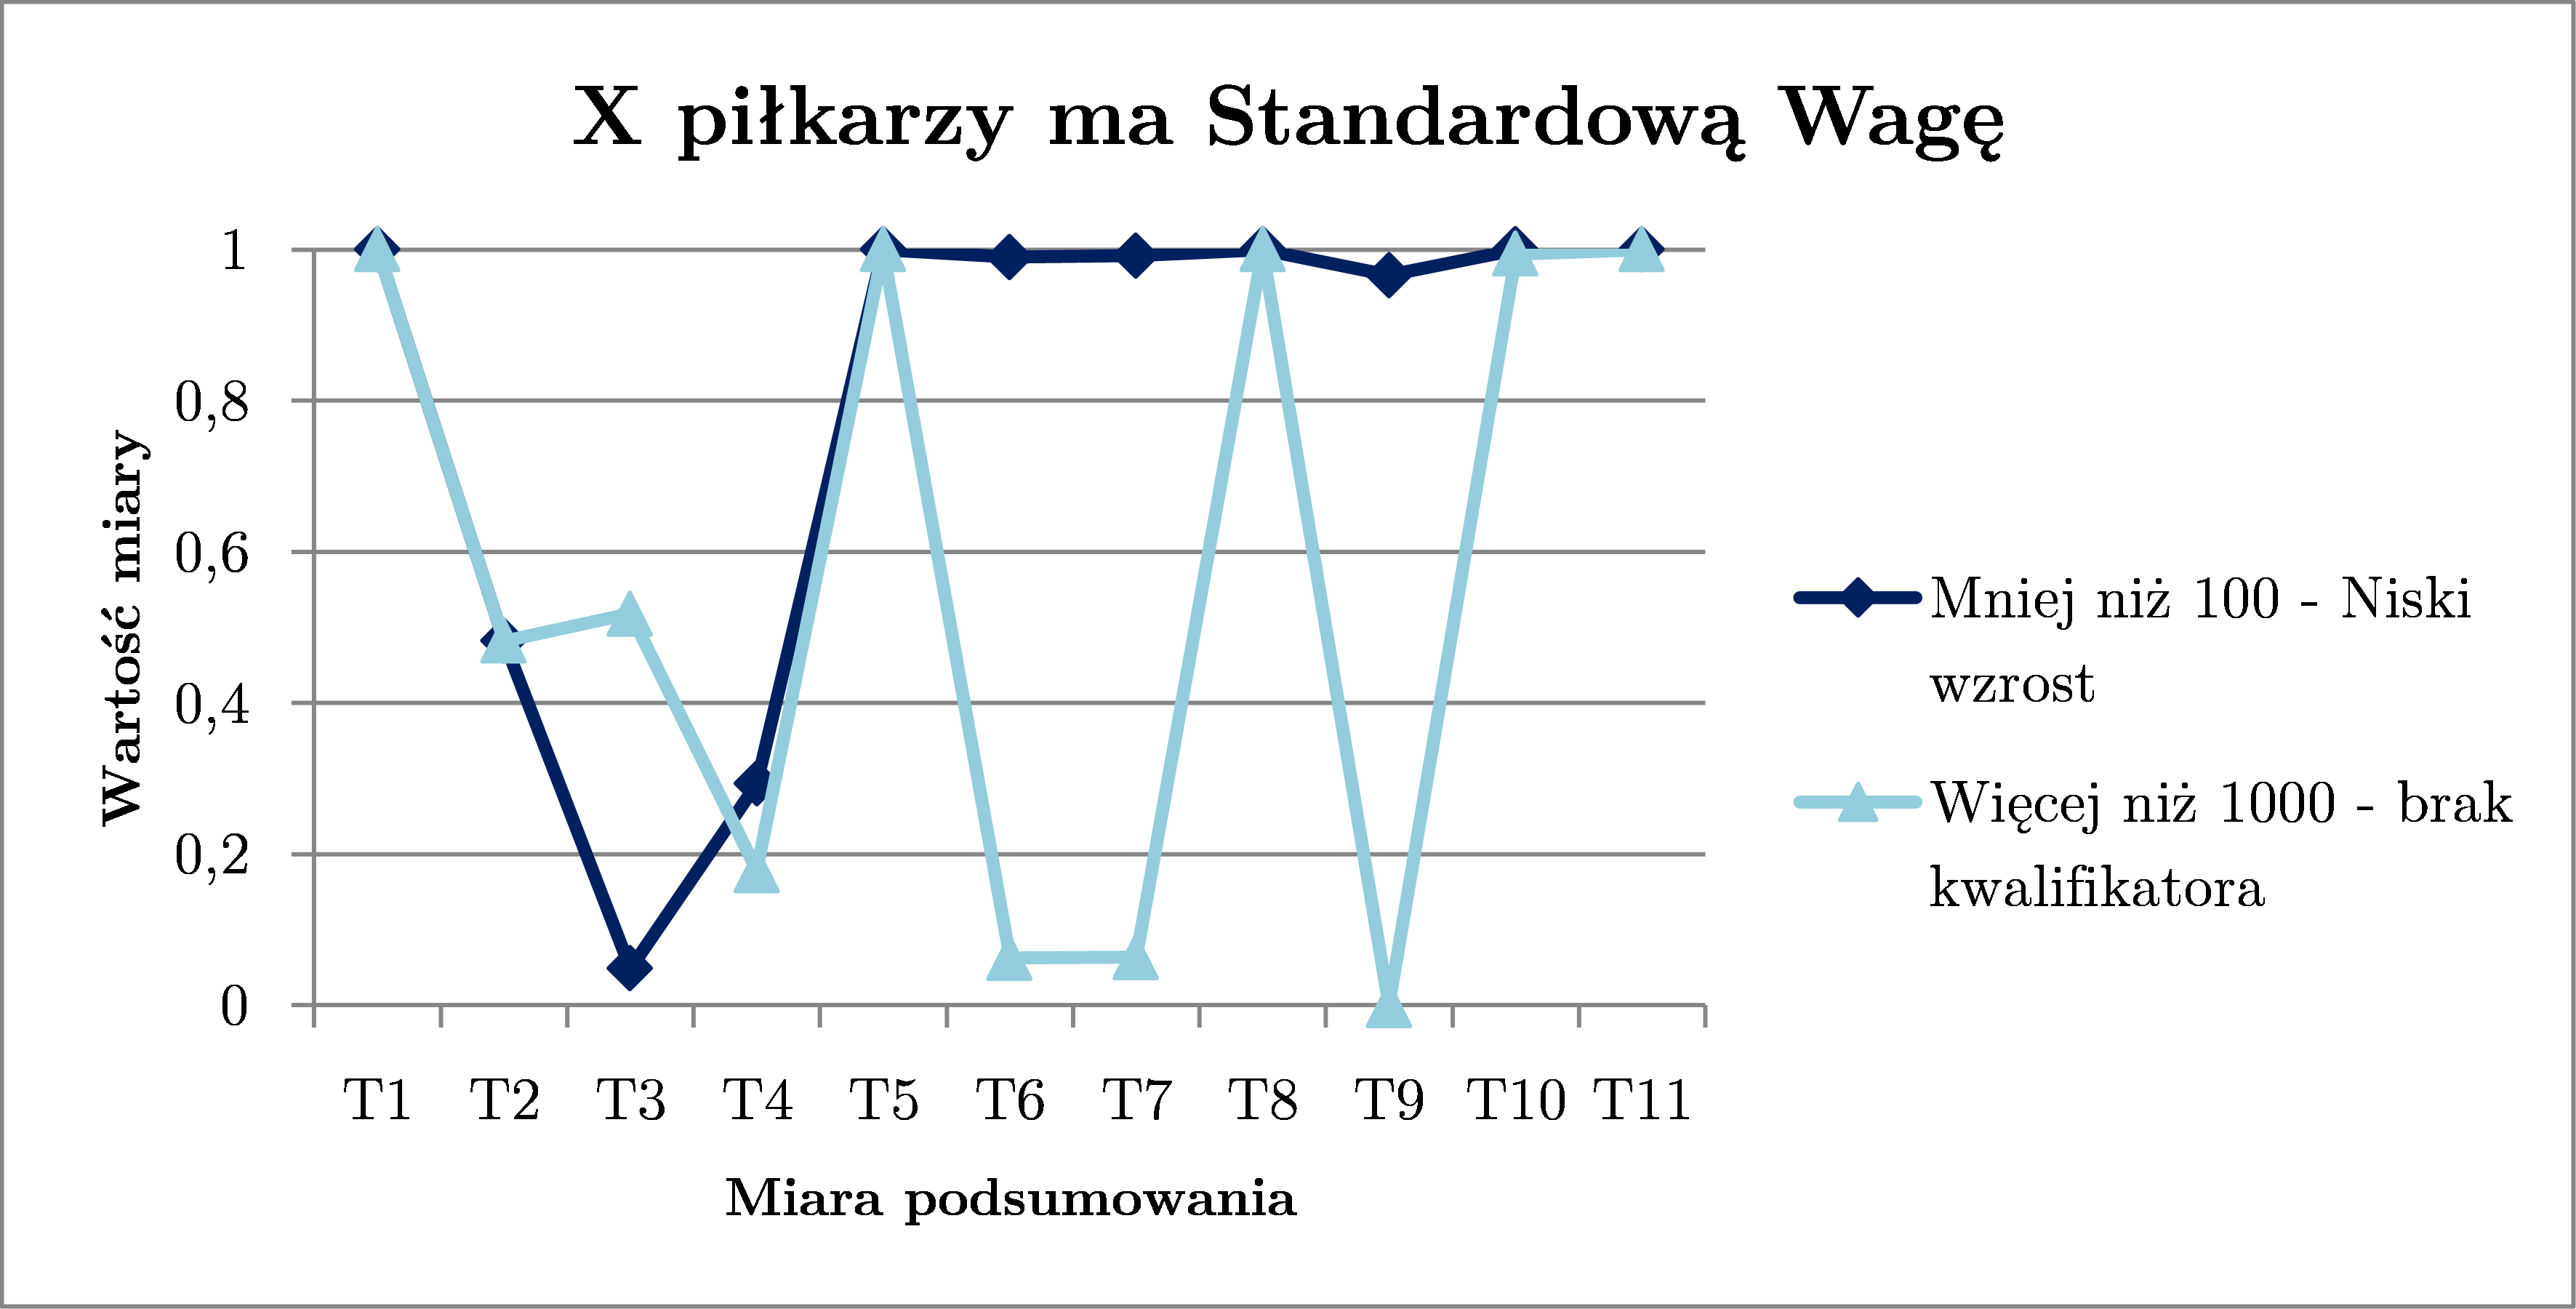 X piłkarzy ma Standardową Wagę
Wartość miary
1
0,8
0,6
0,4
0,2
0
T1 T2 T3 T4 T5 T6 T7 T8 T9 T10 T11
Miara podsumowania
Mniej niż 100 - Niski
wzrost
Więcej niż 1000 - brak
kwalifikatora